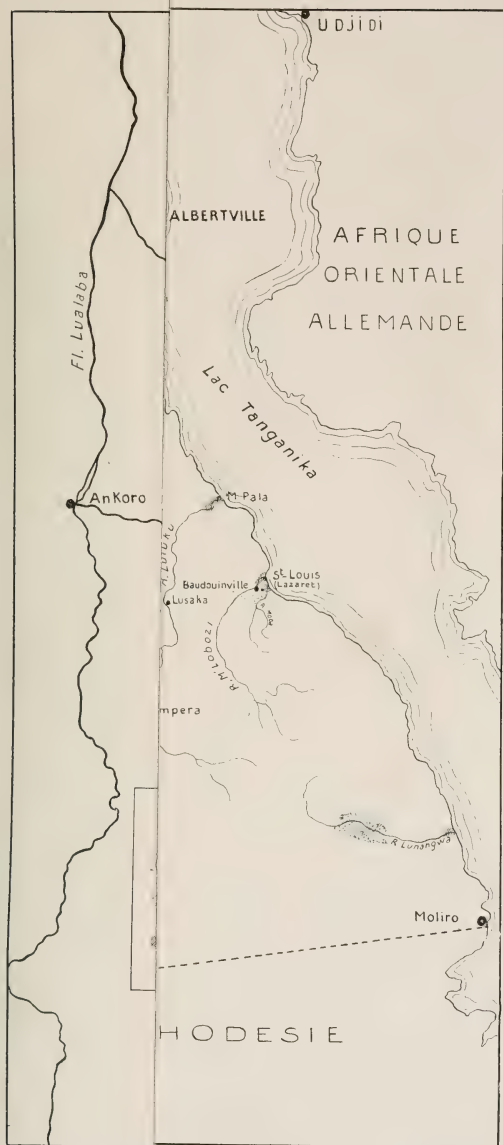 UDJIDI
ALBERTVILLE
AFRIQUE
ORIENTALE
ALLEMANDE
Fl. Lualaba
Lac Tanganika
AnKoro
M Pala
St. LOUIS
(Lazaret)
Baudouinville
Lusaka
R. M'LOBOZI
mpera
R. Lunangwa
Moliro
HODESIE